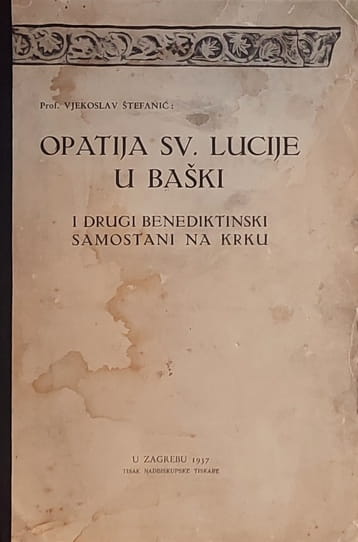 Prof. VJEKOSLAV ŠTEFANIĆ:
OPATIJA SV. LUCIJE
U BAŠKI
I DRUGI BENEDIKTINSKI
SAMOSTANI NA KRKU
U ZAGREBU 1937
TISAK NADBISKUPSKE TISKARE